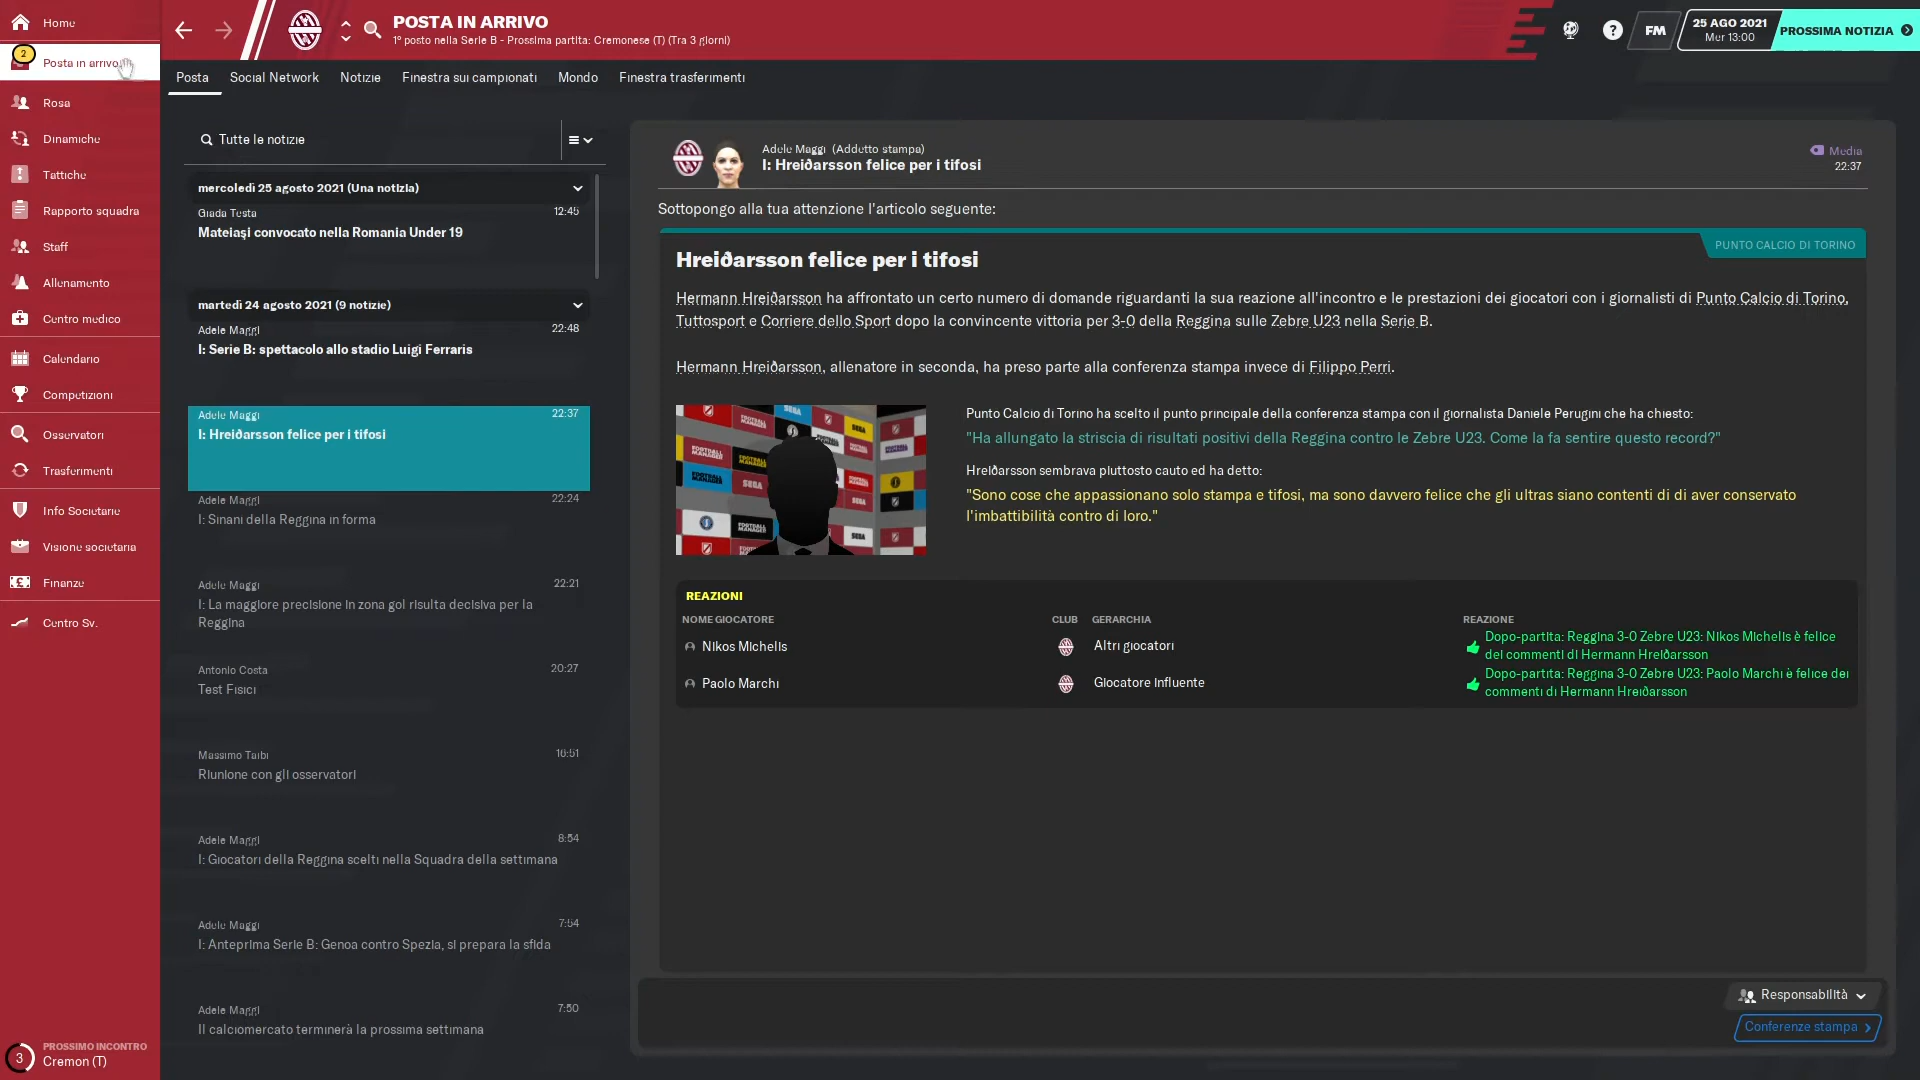 Home
POSTA IN ARRIVO
1° posto nella Serie B - Prossima partita: Cremonese (T) (Tra 3 giorni)
?
FM
25 AGO 2021
Mer 13:00
PROSSIMA NOTIZIA
2
Posta in arrivo
Rosa
Dinamiche
Tattiche
Rapporto squadra
Staff
Allenamento
Centro medico
Calendario
Competizioni
Osservatori
Trasferimenti
Info Societarie
Visione societaria
Finanze
Centro Sv.
3
PROSSIMO INCONTRO
Cremon (T)
Posta
Social Network
Notizie
Finestra sui campionati
Mondo
Finestra trasferimenti
Tutte le notizie
mercoledì 25 agosto 2021 (Una notizia)
Giada Testa 12:45
Mateiași convocato nella Romania Under 19
martedì 24 agosto 2021 (9 notizie)
Adele Maggi 22:48
I: Serie B: spettacolo allo stadio Luigi Ferraris
Adele Maggi 22:37
I: Hreiðarsson felice per i tifosi
Adele Maggi 22:24
I: Sinani della Reggina in forma
Adele Maggi 22:21
I: La maggiore precisione in zona gol risulta decisiva per la
Reggina
Antonio Costa 20:27
Test Fisici
Massimo Taibi 16:51
Riunione con gli osservatori
Adele Maggi 8:54
I: Giocatori della Reggina scelti nella Squadra della settimana
Adele Maggi 7:54
I: Anteprima Serie B: Genoa contro Spezia, si prepara la sfida
Adele Maggi 7:50
Il calciomercato terminerà la prossima settimana
Adele Maggi (Addetto stampa)
I: Hreiðarsson felice per i tifosi
Media
22:37
Sottopongo alla tua attenzione l'articolo seguente:
PUNTO CALCIO DI TORINO
Hreiðarsson felice per i tifosi
Hermann Hreiðarsson ha affrontato un certo numero di domande riguardanti la sua reazione all'incontro e le prestazioni dei giocatori con i giornalisti di Punto Calcio di Torino,
Tuttosport e Corriere dello Sport dopo la convincente vittoria per 3-0 della Reggina sulle Zebre U23 nella Serie B.
Hermann Hreiðarsson, allenatore in seconda, ha preso parte alla conferenza stampa invece di Filippo Perri.
Punto Calcio di Torino ha scelto il punto principale della conferenza stampa con il giornalista Daniele Perugini che ha chiesto:
"Ha allungato la striscia di risultati positivi della Reggina contro le Zebre U23. Come la fa sentire questo record?"
Hreiðarsson sembrava piuttosto cauto ed ha detto:
"Sono cose che appassionano solo stampa e tifosi, ma sono davvero felice che gli ultras siano contenti di di aver conservato
l'imbattibilità contro di loro."
REAZIONI
NOME GIOCATORE CLUB GERARCHIA REAZIONE
Nikos Michelis Altri giocatori
Dopo-partita: Reggina 3-0 Zebre U23: Nikos Michelis è felice
dei commenti di Hermann Hreiðarsson
Paolo Marchi Giocatore influente
Dopo-partita: Reggina 3-0 Zebre U23: Paolo Marchi è felice dei
commenti di Hermann Hreiðarsson
Responsabilità
Conferenze stampa